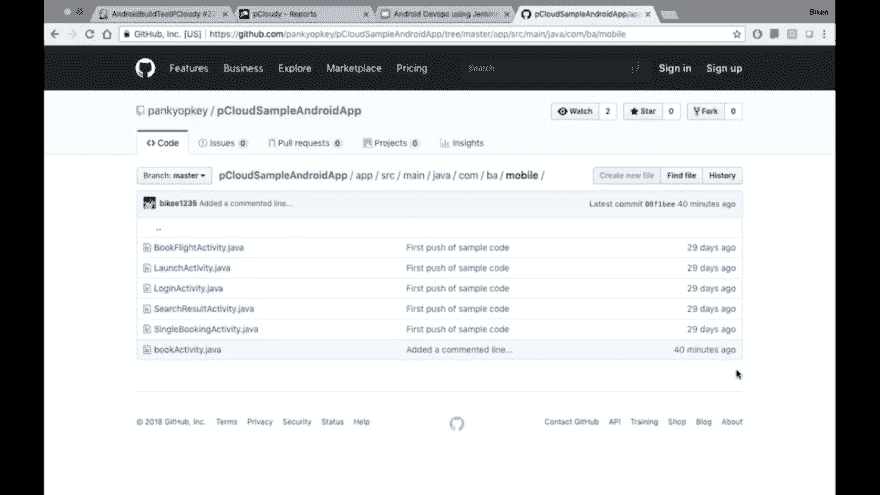 AndroidBuildTestPCloudy #2
pCloudy - Reports
Android Devops using Jenkins
pCloudSampleAndroidApp/app
Biken
GitHub, Inc. [US] | https://github.com/pankyopkey/pCloudSampleAndroidApp/tree/master/app/src/main/java/com/ba/mobile
Features Business Explore Marketplace Pricing Search / Sign in Sign up
pankyopkey / pCloudSampleAndroidApp Watch 2 Star 0 Fork 0
Code Issues 0 Pull requests 0 Projects 0 Insights
Branch: master pCloudSampleAndroidApp / app / src / main / java / com / ba / mobile / Create new file Find file History
Added a commented line... Latest commit 08f1bee 40 minutes ago
..
BookFlightActivity.java First push of sample code 29 days ago
LaunchActivity.java First push of sample code 29 days ago
LoginActivity.java First push of sample code 29 days ago
SearchResultActivity.java First push of sample code 29 days ago
SingleBookingActivity.java First push of sample code 29 days ago
bookActivity.java Added a commented line... 40 minutes ago
© 2018 GitHub, Inc. Terms Privacy Security Status Help Contact GitHub API Training Shop Blog About